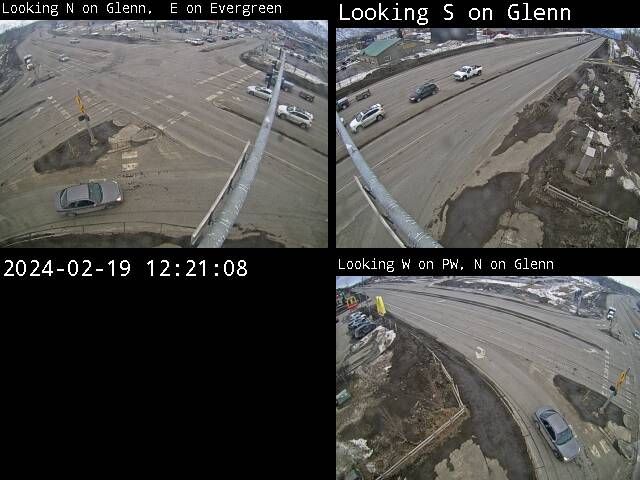 Looking N on Glenn,  E on Evergreen
Looking S on Glenn
2024-02-19 12:21:08
Looking W on PW, N on Glenn